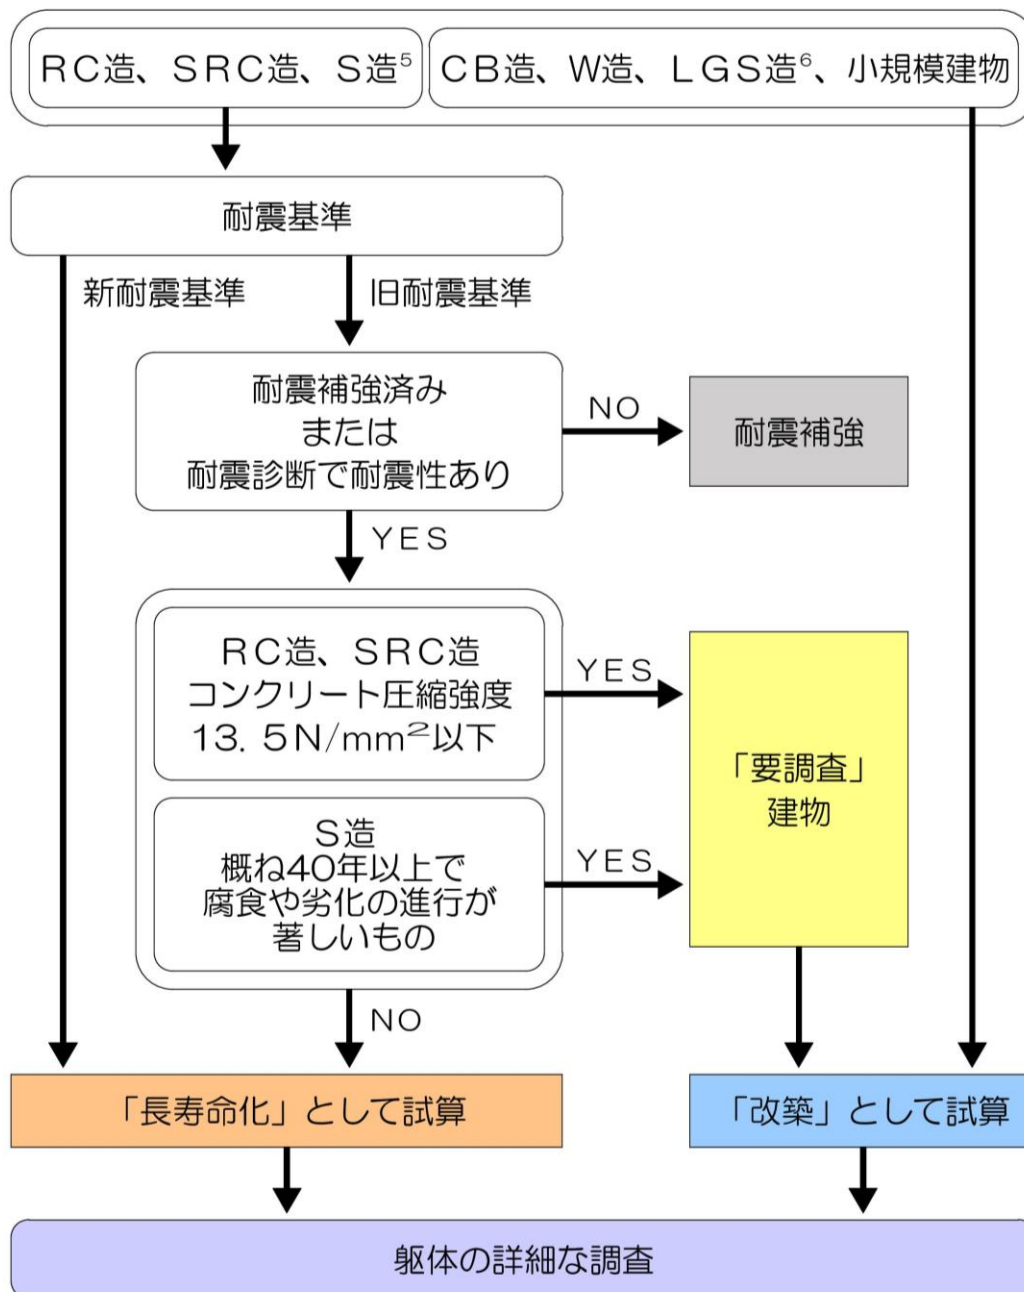 RC造、SRC造、S造⁵
CB造、W造、LGS造⁶、小規模建物
耐震基準
新耐震基準
旧耐震基準
耐震補強済み
または
耐震診断で耐震性あり
NO
耐震補強
YES
RC造、SRC造
コンクリート圧縮強度
13.5N/mm²以下
YES
「要調査」
建物
S造
概ね40年以上で
腐食や劣化の進行が
著しいもの
YES
NO
「長寿命化」として試算
「改築」として試算
躯体の詳細な調査